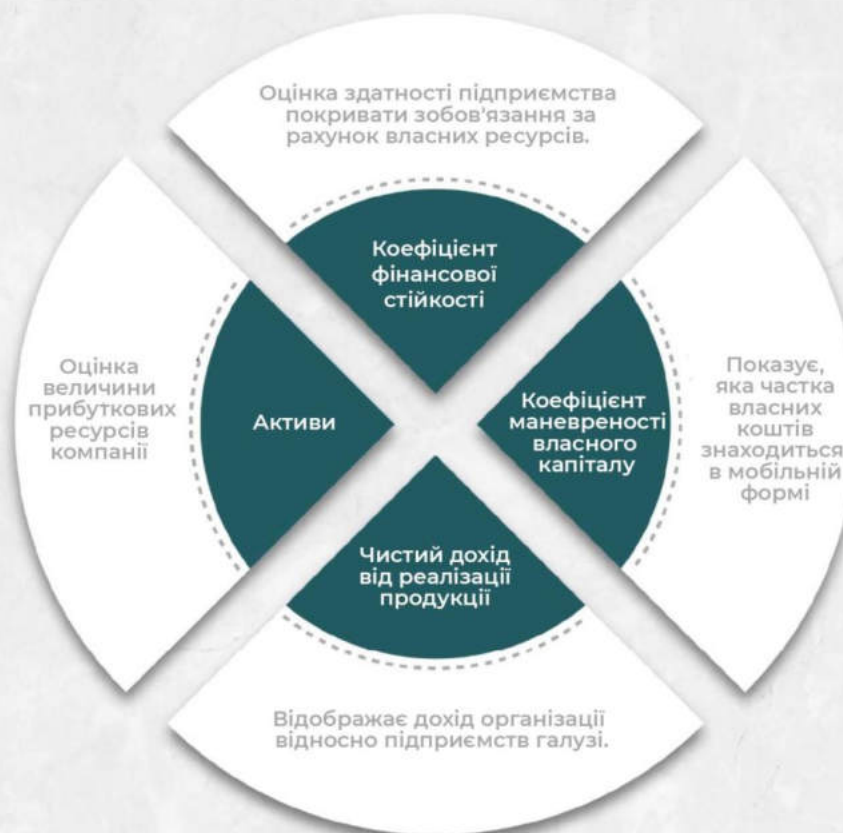 Оцінка здатності підприємства
покривати зобов'язання за
рахунок власних ресурсів.
Коефіцієнт
фінансової
стійкості
Оцінка
величини
прибуткових
ресурсів
компанії
Активи
Коефіцієнт
маневреності
власного
капіталу
Показує,
яка частка
власних
коштів
знаходиться
в мобільній
формі
Чистий дохід
від реалізації
продукції
Відображає дохід організації
відносно підприємств галузі.